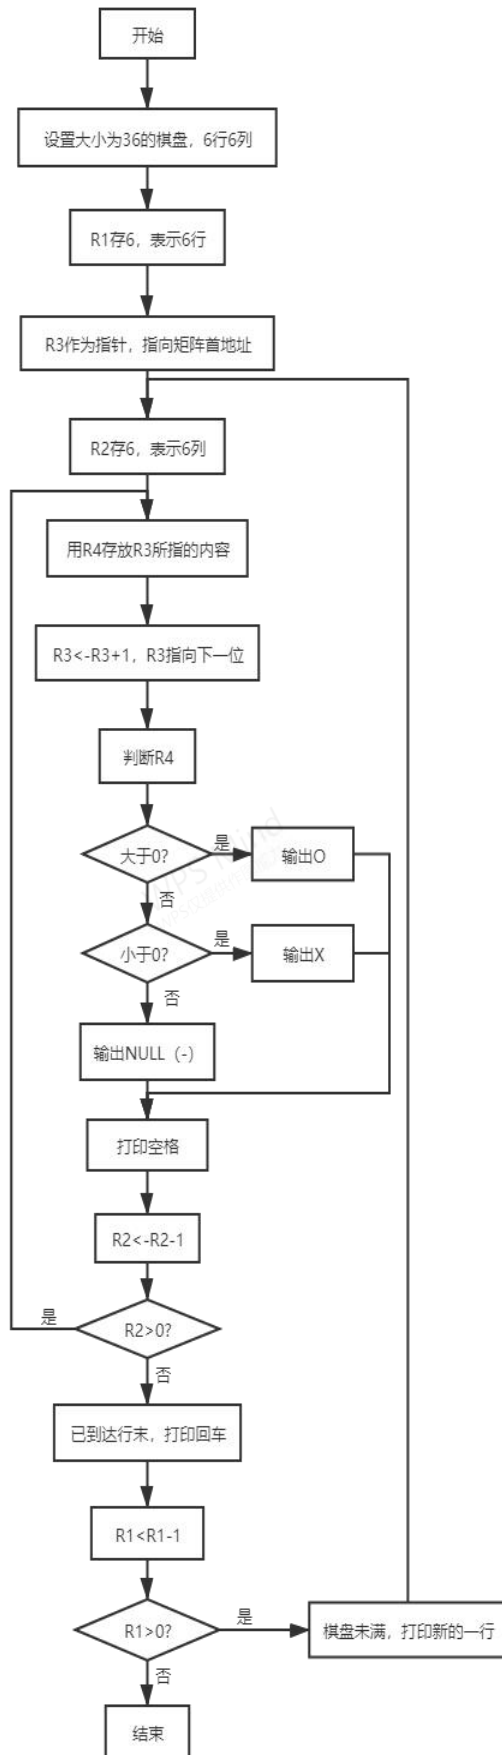 开始
设置大小为36的棋盘，6行6列
R1存6，表示6行
R3作为指针，指向矩阵首地址
R2存6，表示6列
用R4存放R3所指的内容
R3<-R3+1，R3指向下一位
判断R4
大于0?
是
输出O
否
小于0?
是
输出X
否
输出NULL（-）
打印空格
R2<-R2-1
是
R2>0?
否
已到达行末，打印回车
R1<R1-1
R1>0?
是
棋盘未满，打印新的一行
否
结束